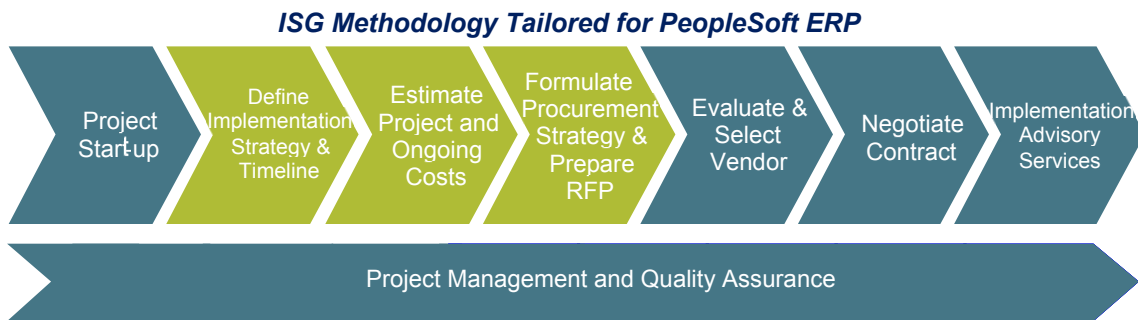 ISG Methodology Tailored for PeopleSoft ERP
Project
Start-up
Define
Implementation
Strategy &
Timeline
Estimate
Project and
Ongoing
Costs
Formulate
Procurement
Strategy &
Prepare
RFP
Evaluate &
Select
Vendor
Negotiate
Contract
Implementation
Advisory
Services
Project Management and Quality Assurance